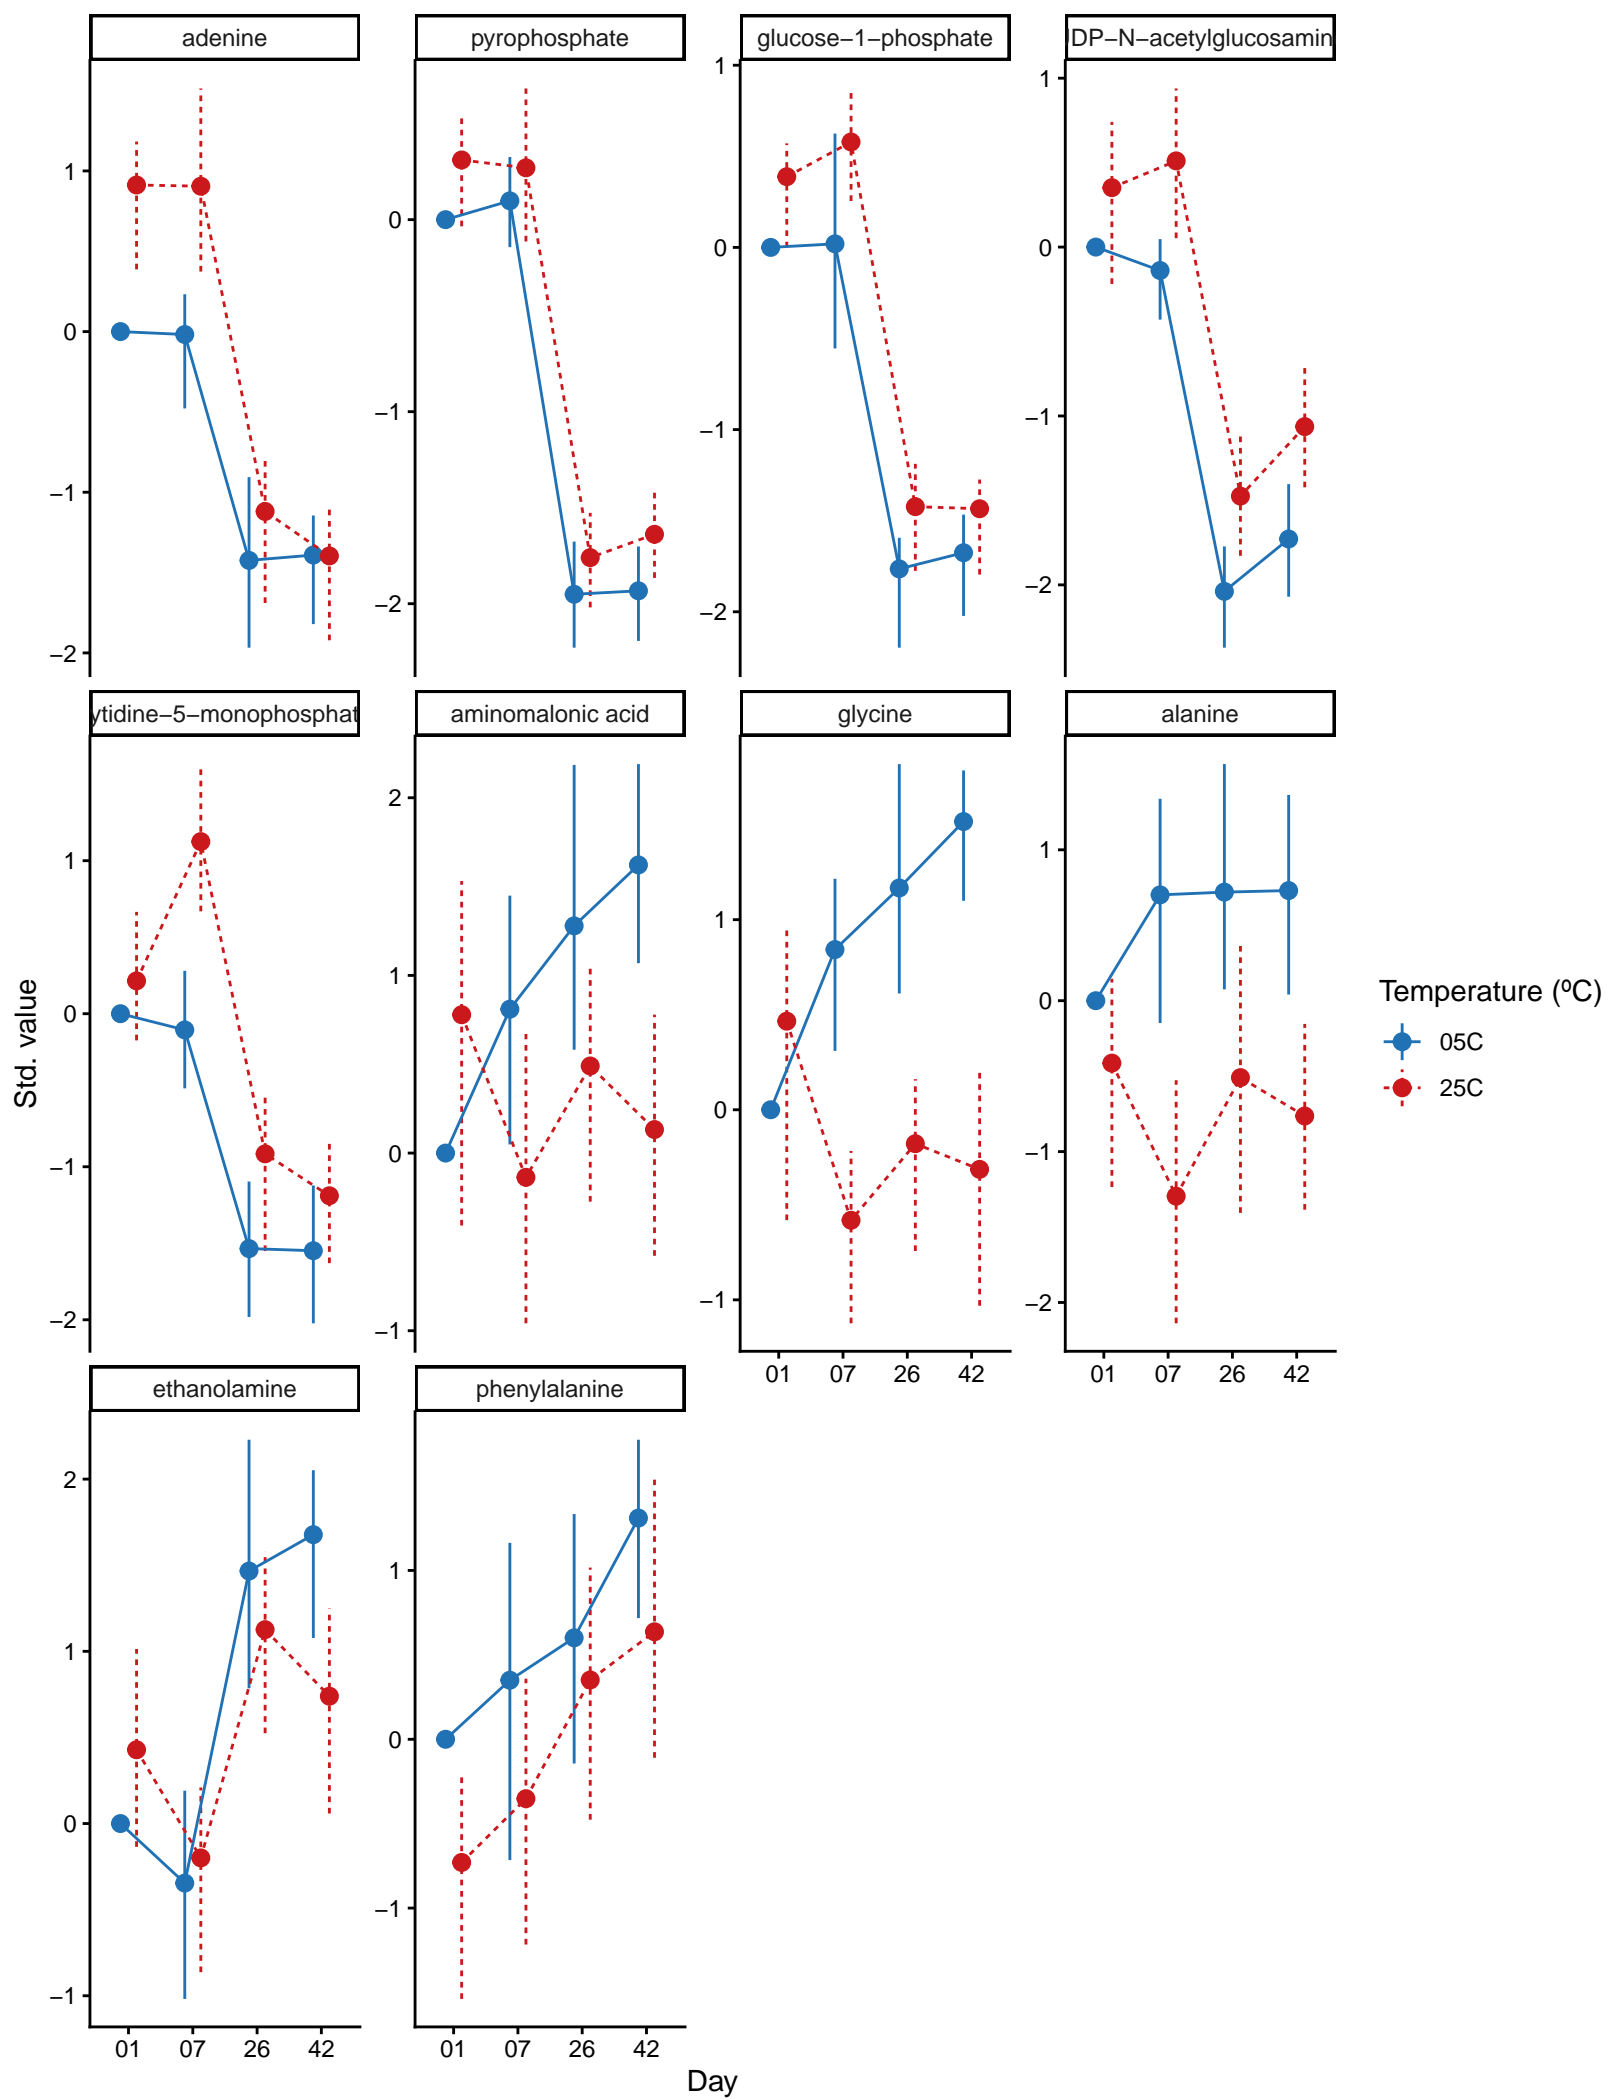 adenine
pyrophosphate
glucose−1−phosphate
DP−N−acetylglucosamin
1
0
−1
−2
0
−1
−2
1
0
−1
−2
1
0
−1
−2
ytidine−5−monophosphat
aminomalonic acid
glycine
alanine
1
0
−1
−2
2
1
0
−1
1
0
−1
1
0
−1
−2
01 07 26 42
01 07 26 42
ethanolamine
phenylalanine
2
1
0
−1
1
0
−1
01 07 26 42
01 07 26 42
Day
Std. value
Temperature (ºC)
05C
25C